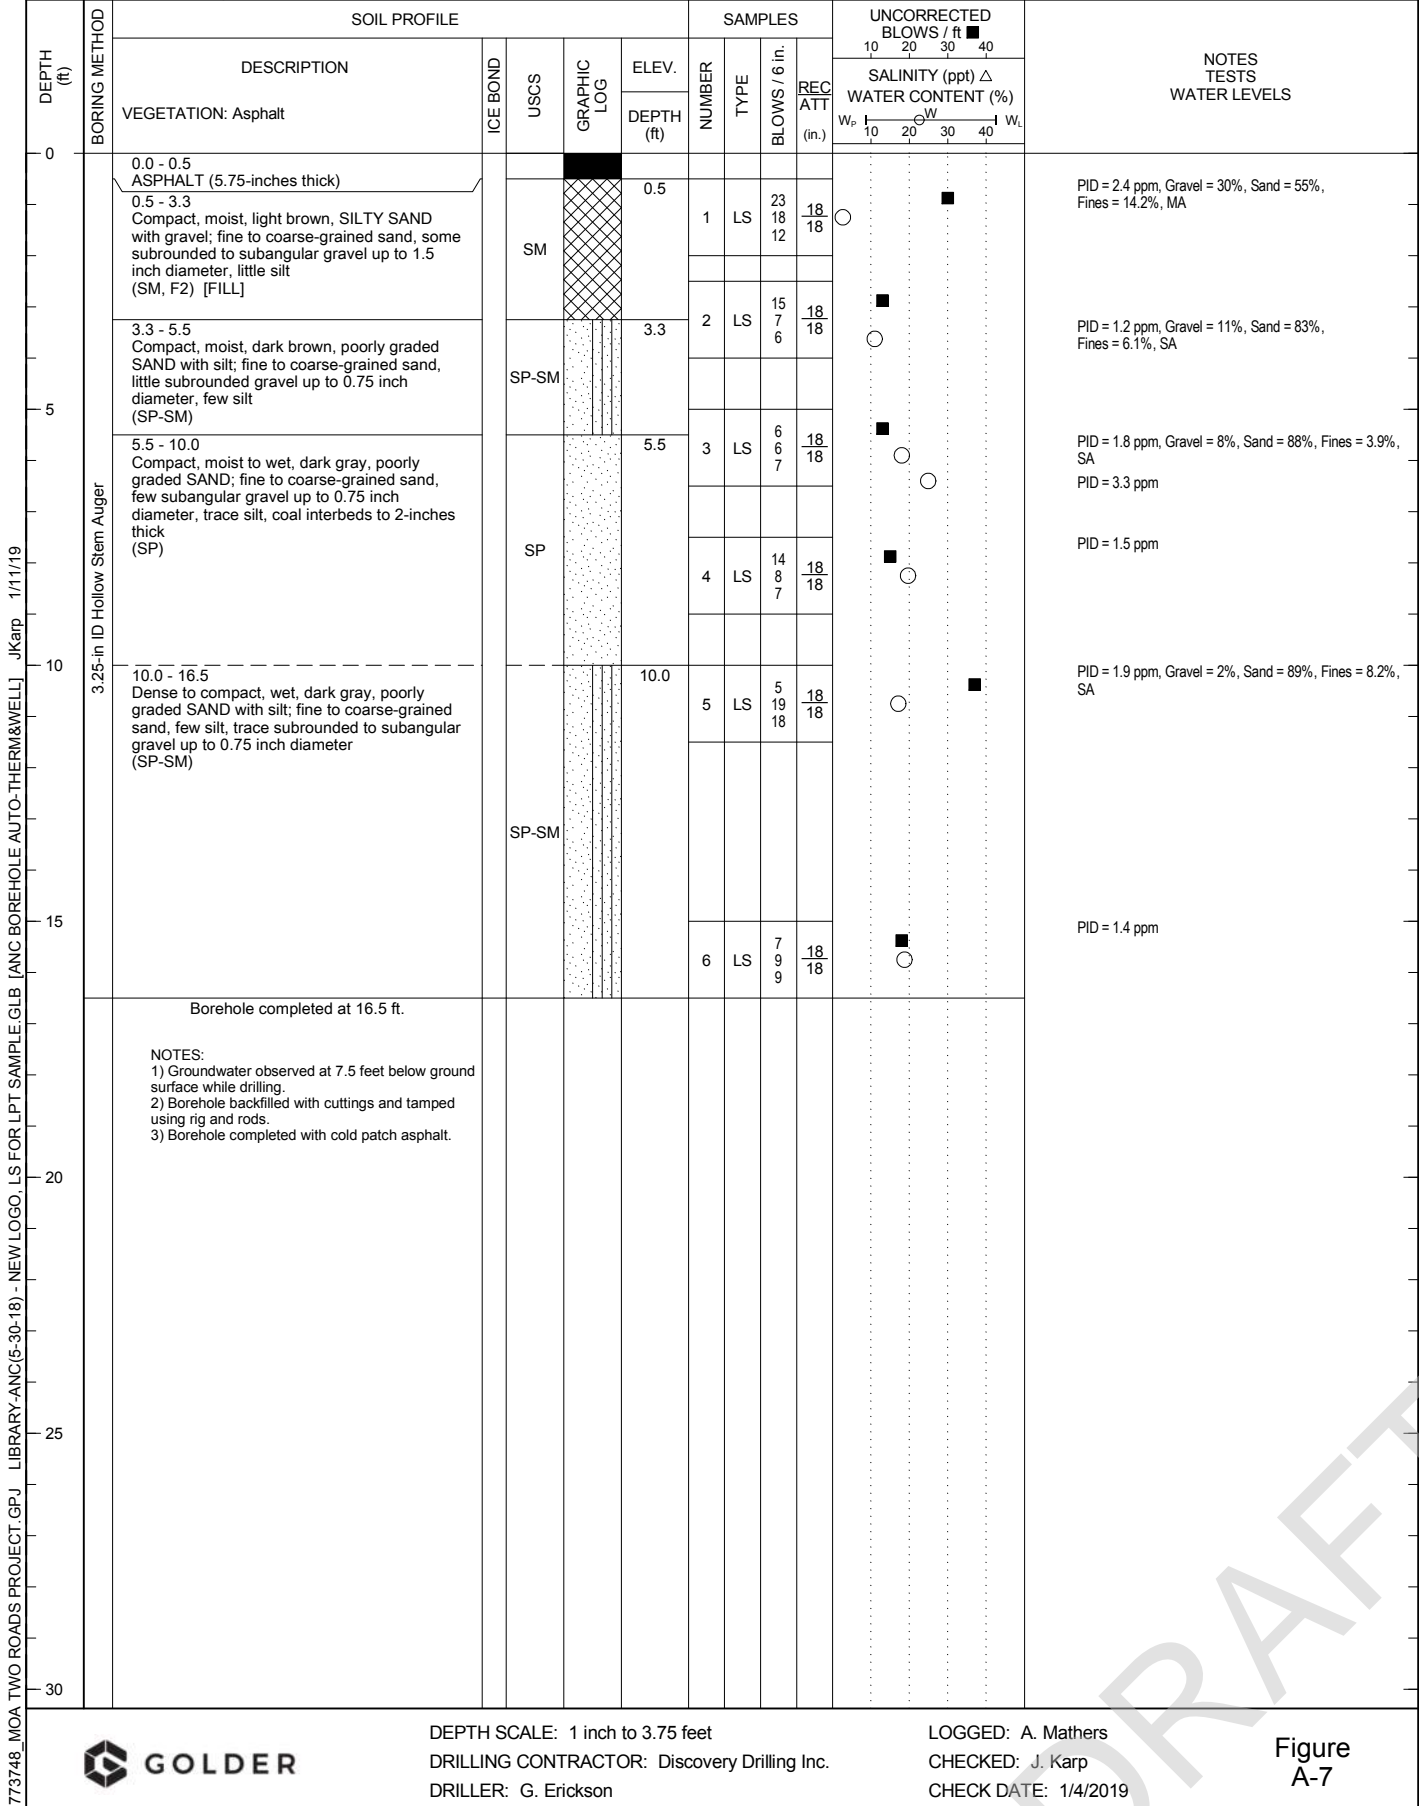 DEPTH
(ft)
BORING METHOD
SOIL PROFILE
DESCRIPTION
VEGETATION: Asphalt
ICE BOND
USCS
GRAPHIC
LOG
ELEV.
DEPTH
(ft)
SAMPLES
NUMBER
TYPE
BLOWS / 6 in.
REC
ATT
(in.)
UNCORRECTED
BLOWS / ft ■
10 20 30 40
SALINITY (ppt) △
WATER CONTENT (%)
WP W WL
10 20 30 40
NOTES
TESTS
WATER LEVELS
0
5
10
15
20
25
30
3.25-in ID Hollow Stem Auger
0.0 - 0.5
ASPHALT (5.75-inches thick)
0.5 - 3.3
Compact, moist, light brown, SILTY SAND
with gravel; fine to coarse-grained sand, some
subrounded to subangular gravel up to 1.5
inch diameter, little silt
(SM, F2) [FILL]
SM
0.5
1 LS
23
18
12
18
18
PID = 2.4 ppm, Gravel = 30%, Sand = 55%,
Fines = 14.2%, MA
2 LS
15
7
6
18
18
3.3 - 5.5
Compact, moist, dark brown, poorly graded
SAND with silt; fine to coarse-grained sand,
little subrounded gravel up to 0.75 inch
diameter, few silt
(SP-SM)
SP-SM
3.3
PID = 1.2 ppm, Gravel = 11%, Sand = 83%,
Fines = 6.1%, SA
5.5 - 10.0
Compact, moist to wet, dark gray, poorly
graded SAND; fine to coarse-grained sand,
few subangular gravel up to 0.75 inch
diameter, trace silt, coal interbeds to 2-inches
thick
(SP)
SP
5.5
3 LS
6
6
7
18
18
PID = 1.8 ppm, Gravel = 8%, Sand = 88%, Fines = 3.9%,
SA
PID = 3.3 ppm
4 LS
14
8
7
18
18
PID = 1.5 ppm
10.0 - 16.5
Dense to compact, wet, dark gray, poorly
graded SAND with silt; fine to coarse-grained
sand, few silt, trace subrounded to subangular
gravel up to 0.75 inch diameter
(SP-SM)
SP-SM
10.0
5 LS
5
19
18
18
18
PID = 1.9 ppm, Gravel = 2%, Sand = 89%, Fines = 8.2%,
SA
6 LS
7
9
9
18
18
PID = 1.4 ppm
Borehole completed at 16.5 ft.
NOTES:
1) Groundwater observed at 7.5 feet below ground
surface while drilling.
2) Borehole backfilled with cuttings and tamped
using rig and rods.
3) Borehole completed with cold patch asphalt.
773748_MOA TWO ROADS PROJECT.GPJ LIBRARY-ANC(5-30-18) - NEW LOGO, LS FOR LPT SAMPLE.GLB [ANC BOREHOLE AUTO-THERM&WELL] JKarp 1/11/19
GOLDER
DEPTH SCALE: 1 inch to 3.75 feet
DRILLING CONTRACTOR: Discovery Drilling Inc.
DRILLER: G. Erickson
LOGGED: A. Mathers
CHECKED: J. Karp
CHECK DATE: 1/4/2019
Figure
A-7
DRAFT